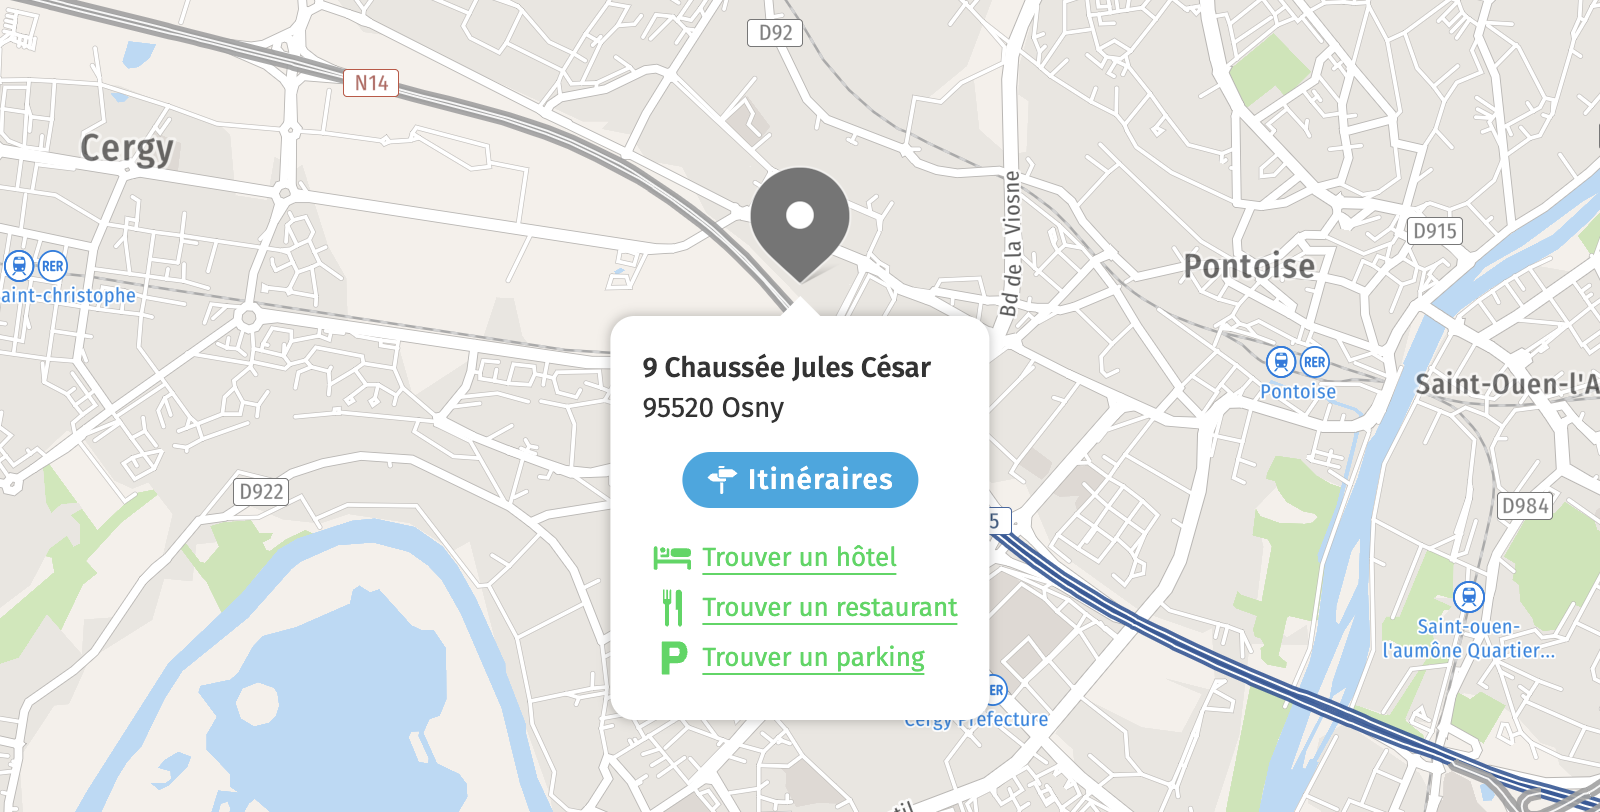 D92
N14
Cergy
Bd de la Viosne
D915
Pontoise
RER
aint-christophe
RER
Pontoise
Saint-Ouen-l'A
9 Chaussée Jules César
95520 Osny
Itinéraires
D922
D984
5
Trouver un hôtel
Trouver un restaurant
Trouver un parking
Saint-ouen-
l'aumône Quartier...
ER
Cergy Prefecture